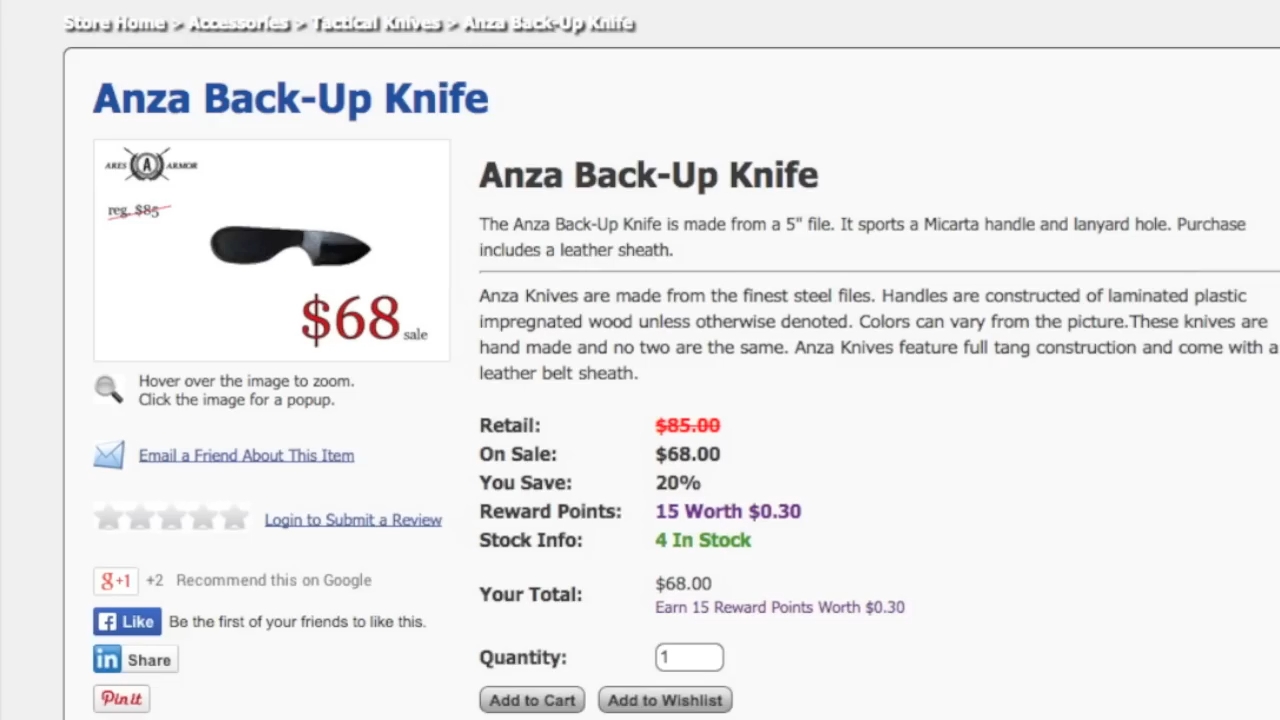 Store Home > Accessories > Tactical Knives > Anza Back-Up Knife
Anza Back-Up Knife
ARES A ARMOR
reg. $85
$68 sale
Hover over the image to zoom.
Click the image for a popup.
Email a Friend About This Item
Login to Submit a Review
g+1 +2 Recommend this on Google
f Like Be the first of your friends to like this.
in Share
Pin it
Anza Back-Up Knife
The Anza Back-Up Knife is made from a 5" file. It sports a Micarta handle and lanyard hole. Purchase
includes a leather sheath.
Anza Knives are made from the finest steel files. Handles are constructed of laminated plastic
impregnated wood unless otherwise denoted. Colors can vary from the picture.These knives are
hand made and no two are the same. Anza Knives feature full tang construction and come with a
leather belt sheath.
Retail: $85.00
On Sale: $68.00
You Save: 20%
Reward Points: 15 Worth $0.30
Stock Info: 4 In Stock
Your Total: $68.00
Earn 15 Reward Points Worth $0.30
Quantity: 1
Add to Cart Add to Wishlist